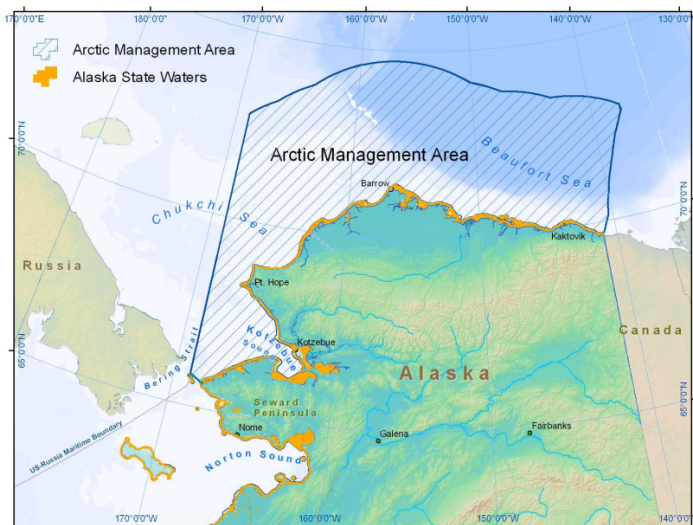 170°0'0"E
180°0'0"
170°0'0"W
160°0'0"W
150°0'0"W
140°0'0"W
130°0'0"W
Arctic Management Area
Alaska State Waters
70°0'0"N
Arctic Management Area
Beaufort Sea
Barrow
Chukchi Sea
70°0'0"N
Kaktovik
Russia
Pt. Hope
Canada
Kotzebue
Sound
Kotzebue
65°0'0"N
Bering Strait
Alaska
65°0'0"N
Seward
Peninsula
Nome
Galena
Fairbanks
US-Russia Maritime Boundary
Norton Sound
170°0'0"W
160°0'0"W
150°0'0"W
140°0'0"W